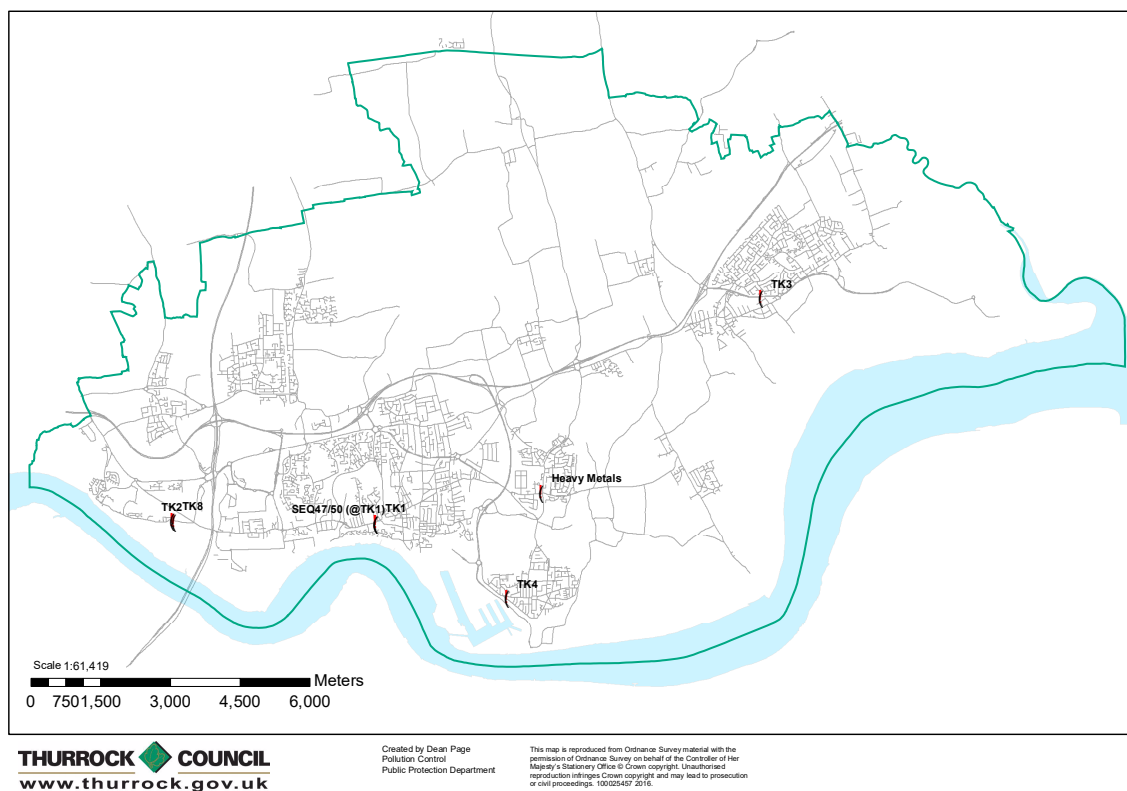 TK3
Heavy Metals
TK2TK8
SEQ47/50 (@TK1)TK1
TK4
Scale 1:61,419
Meters
0 7501,500 3,000 4,500 6,000
THURROCK COUNCIL
www.thurrock.gov.uk
Created by Dean Page
Pollution Control
Public Protection Department
This map is reproduced from Ordnance Survey material with the
permission of Ordnance Survey on behalf of the Controller of Her
Majesty's Stationery Office © Crown copyright. Unauthorised
reproduction infringes Crown copyright and may lead to prosecution
or civil proceedings. 100025457 2016.